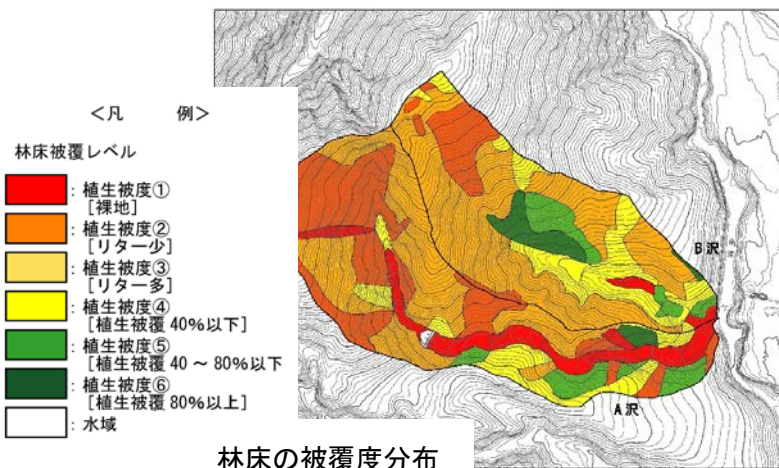 <凡　　例>
林床被覆レベル
: 植生被度①
[裸地]
: 植生被度②
[リター少]
: 植生被度③
[リター多]
: 植生被度④
[植生被覆 40%以下]
: 植生被度⑤
[植生被覆 40 ～ 80%以下
: 植生被度⑥
[植生被覆 80%以上]
: 水域
B沢
A沢
林床の被覆度分布